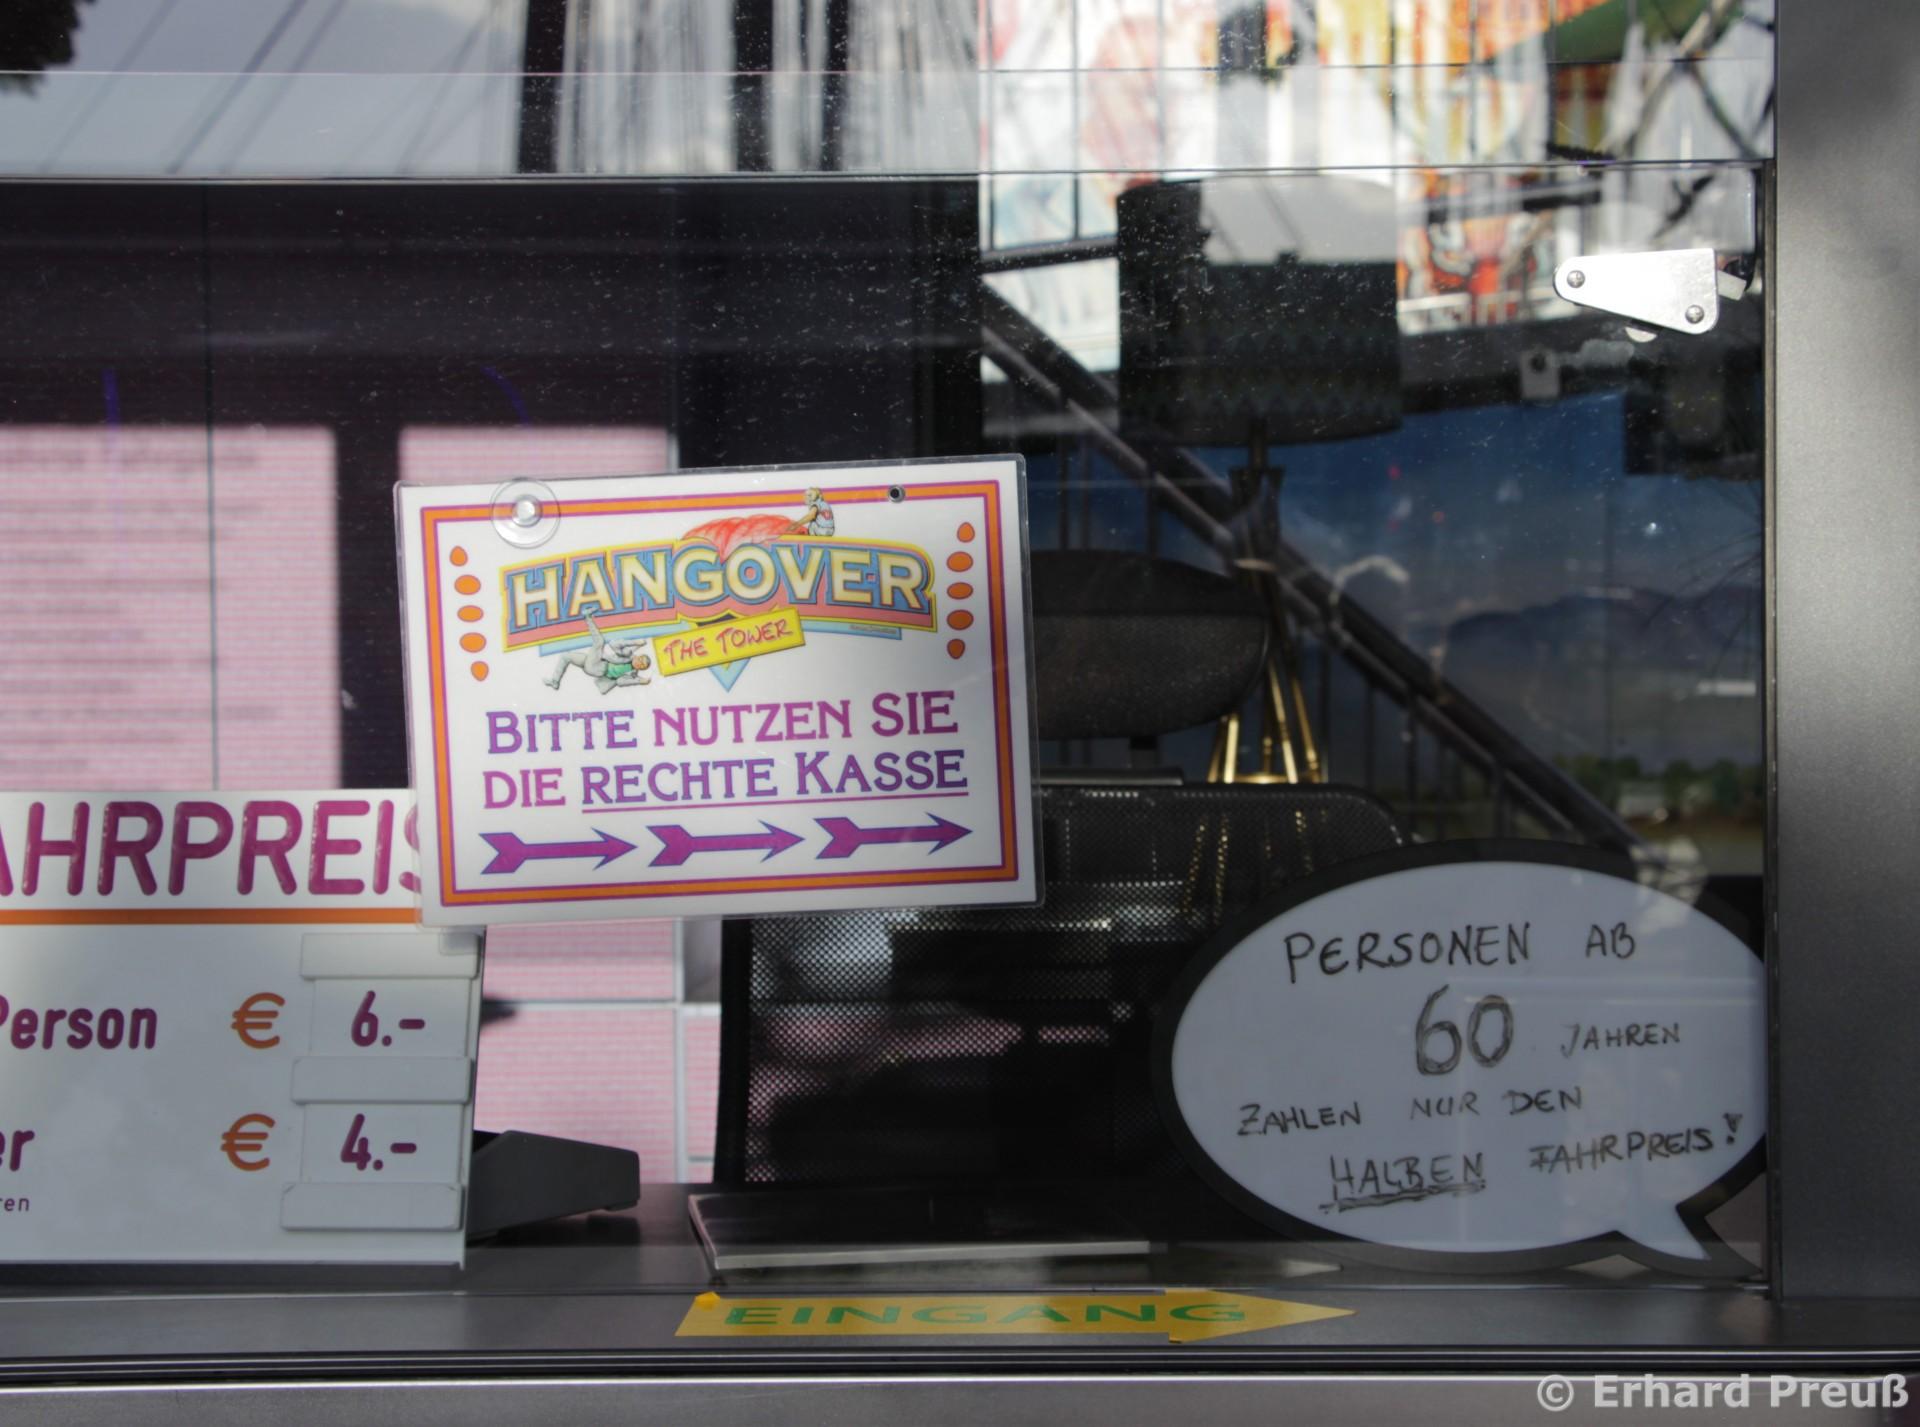 HANGOVER
THE TOWER
BITTE NUTZEN SIE
DIE RECHTE KASSE
AHRPREIS
Person € 6.-
er € 4.-
ren
PERSONEN AB
60 JAHREN
ZAHLEN NUR DEN
HALBEN FAHRPREIS!
EINGANG
© Erhard Preuß